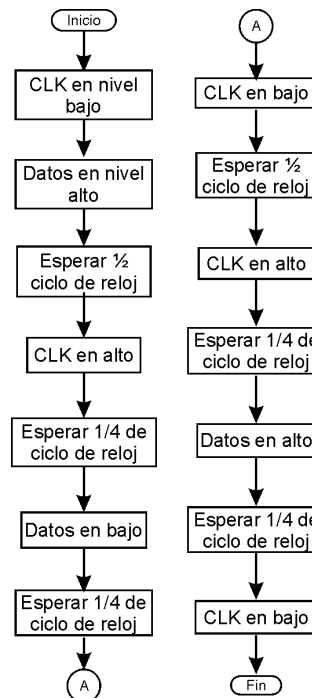 Inicio
CLK en nivel
bajo
Datos en nivel
alto
Esperar ½
ciclo de reloj
CLK en alto
Esperar 1/4 de
ciclo de reloj
Datos en bajo
Esperar 1/4 de
ciclo de reloj
A
A
CLK en bajo
Esperar ½
ciclo de reloj
CLK en alto
Esperar 1/4 de
ciclo de reloj
Datos en alto
Esperar 1/4 de
ciclo de reloj
CLK en bajo
Fin